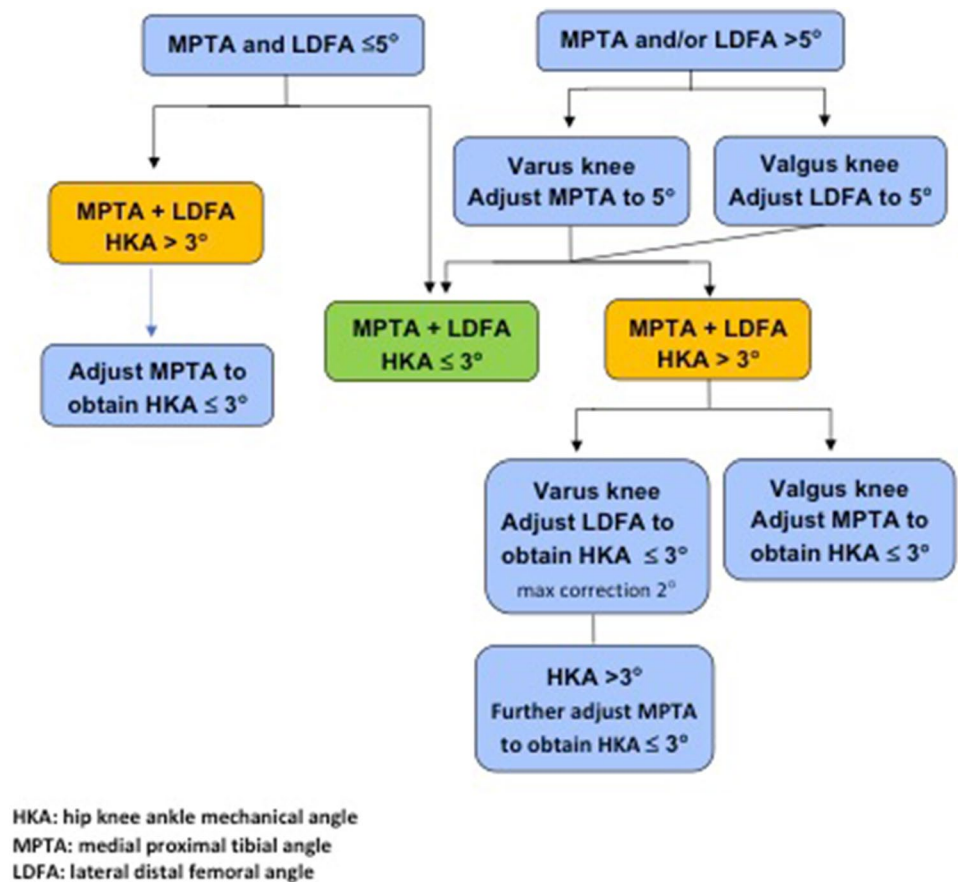 MPTA and LDFA ≤5°
MPTA and/or LDFA >5°
Varus knee
Adjust MPTA to 5°
Valgus knee
Adjust LDFA to 5°
MPTA + LDFA
HKA > 3°
MPTA + LDFA
HKA ≤ 3°
MPTA + LDFA
HKA > 3°
Adjust MPTA to
obtain HKA ≤ 3°
Varus knee
Adjust LDFA to
obtain HKA ≤ 3°
max correction 2°
Valgus knee
Adjust MPTA to
obtain HKA ≤ 3°
HKA >3°
Further adjust MPTA
to obtain HKA ≤ 3°
HKA: hip knee ankle mechanical angle
MPTA: medial proximal tibial angle
LDFA: lateral distal femoral angle